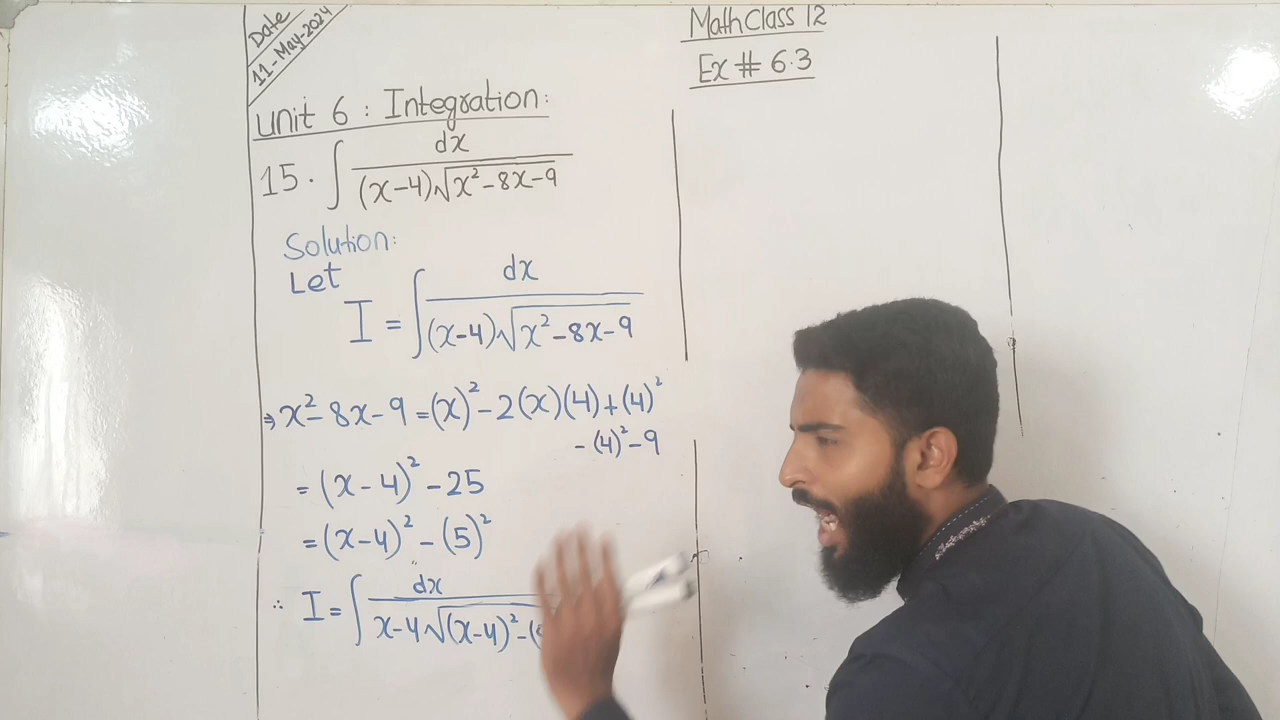 Date
11-May-2024
Math Class 12
Ex # 6.3
Unit 6 : Integration:
15. ∫ dx / (x-4)√(x²-8x-9)
Solution:
Let
I = ∫ dx / (x-4)√(x²-8x-9)
⇒ x²-8x-9 = (x)²-2(x)(4)+(4)²
-(4)²-9
= (x-4)²-25
= (x-4)²-(5)²
∴ I = ∫ dx / x-4√((x-4)²-(